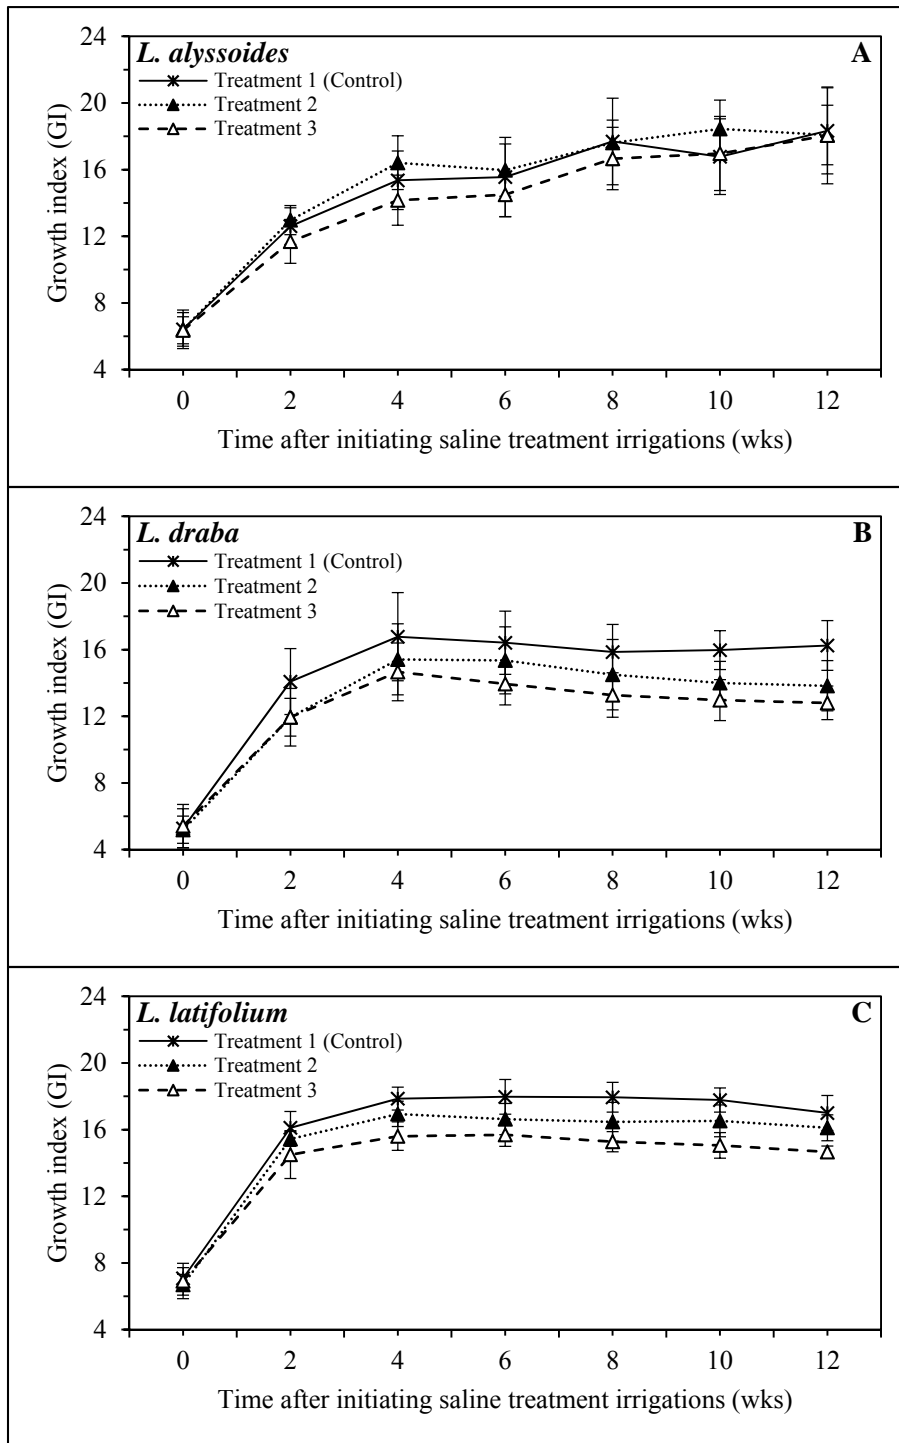 L. alyssoides A
Treatment 1 (Control)
Treatment 2
Treatment 3
Growth index (GI)
24
20
16
12
8
4
0 2 4 6 8 10 12
Time after initiating saline treatment irrigations (wks)
L. draba B
Treatment 1 (Control)
Treatment 2
Treatment 3
Growth index (GI)
24
20
16
12
8
4
0 2 4 6 8 10 12
Time after initiating saline treatment irrigations (wks)
L. latifolium C
Treatment 1 (Control)
Treatment 2
Treatment 3
Growth index (GI)
24
20
16
12
8
4
0 2 4 6 8 10 12
Time after initiating saline treatment irrigations (wks)